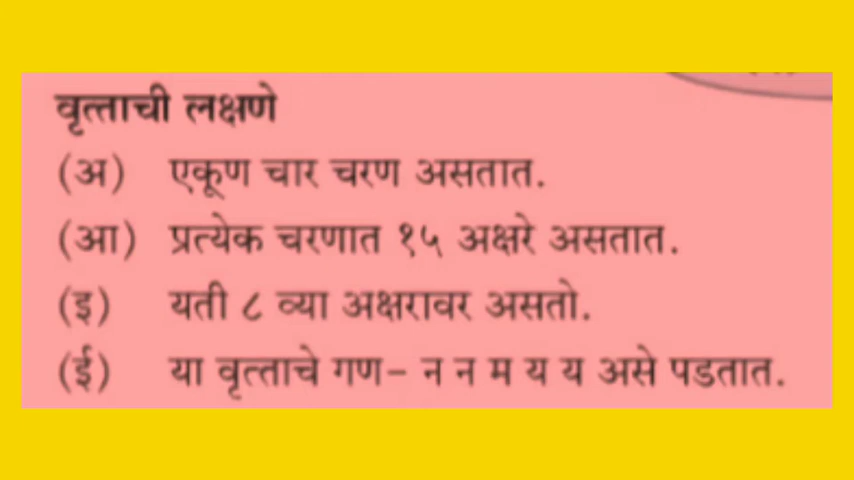 वृत्ताची लक्षणे
(अ) एकूण चार चरण असतात.
(आ) प्रत्येक चरणात १५ अक्षरे असतात.
(इ) यती ८ व्या अक्षरावर असतो.
(ई) या वृत्ताचे गण– न न म य य असे पडतात.